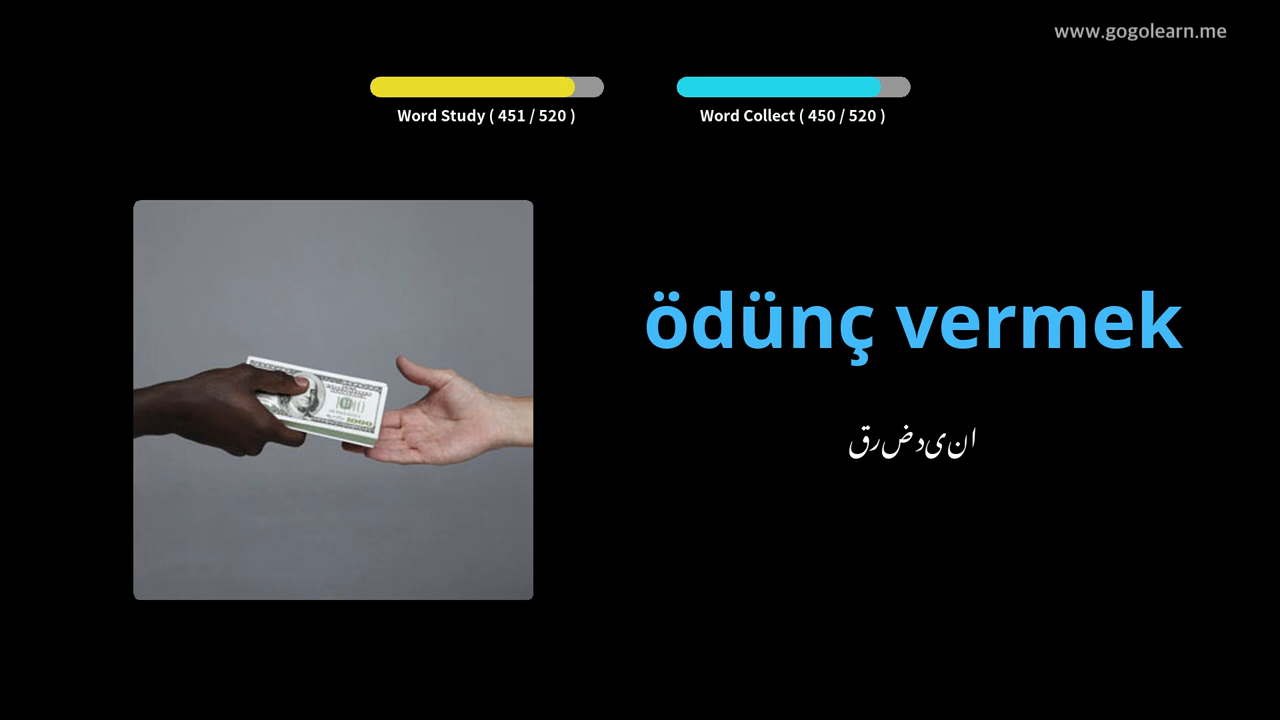 www.gogolearn.me
Word Study ( 451 / 520 )
Word Collect ( 450 / 520 )
ödünç vermek
قرض دینا